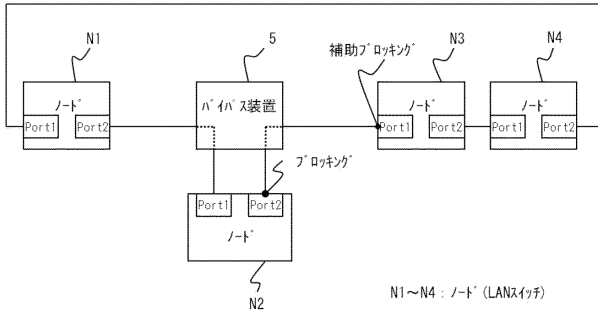 N1
5
補助ﾌﾞﾛｯｷﾝｸﾞ
N3
N4
ﾉｰﾄﾞ
Port1
Port2
ﾊﾞｲﾊﾟｽ装置
ﾉｰﾄﾞ
Port1
Port2
ﾉｰﾄﾞ
Port1
Port2
ﾌﾞﾛｯｷﾝｸﾞ
Port1
Port2
ﾉｰﾄﾞ
N2
N1～N4 : ﾉｰﾄﾞ(LANｽｲｯﾁ)